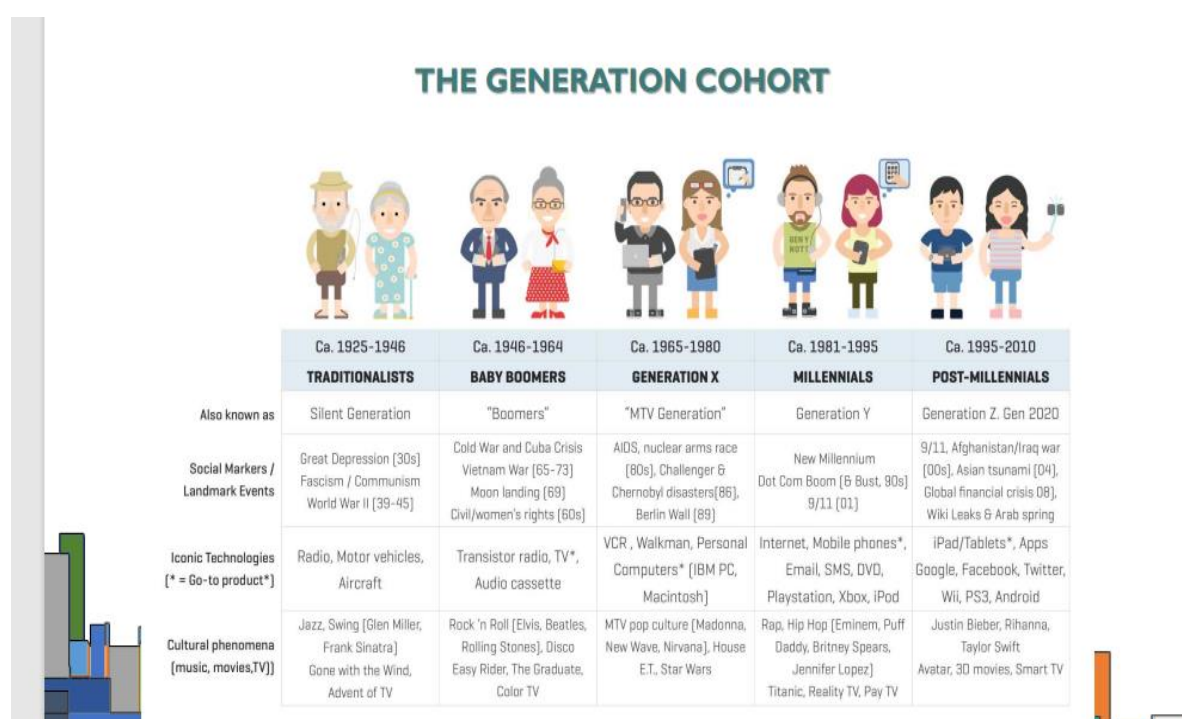 THE GENERATION COHORT
GEN Y
NOT?
Ca. 1925-1946
Ca. 1946-1964
Ca. 1965-1980
Ca. 1981-1995
Ca. 1995-2010
TRADITIONALISTS
BABY BOOMERS
GENERATION X
MILLENNIALS
POST-MILLENNIALS
Also known as
Silent Generation
"Boomers"
"MTV Generation"
Generation Y
Generation Z. Gen 2020
Social Markers /
Landmark Events
Great Depression (30s)
Fascism / Communism
World War II (39-45)
Cold War and Cuba Crisis
Vietnam War (65-73)
Moon landing (69)
Civil/women's rights (60s)
AIDS, nuclear arms race
(80s), Challenger &
Chernobyl disasters(86),
Berlin Wall (89)
New Millennium
Dot Com Boom (& Bust, 90s)
9/11 (01)
9/11, Afghanistan/Iraq war
(00s), Asian tsunami (04),
Global financial crisis 08),
Wiki Leaks & Arab spring
Iconic Technologies
(* = Go-to product*)
Radio, Motor vehicles,
Aircraft
Transistor radio, TV*,
Audio cassette
VCR , Walkman, Personal
Computers* (IBM PC,
Macintosh)
Internet, Mobile phones*,
Email, SMS, DVD,
Playstation, Xbox, iPod
iPad/Tablets*, Apps
Google, Facebook, Twitter,
Wii, PS3, Android
Cultural phenomena
(music, movies,TV))
Jazz, Swing (Glen Miller,
Frank Sinatra)
Gone with the Wind,
Advent of TV
Rock 'n Roll (Elvis, Beatles,
Rolling Stones), Disco
Easy Rider, The Graduate,
Color TV
MTV pop culture (Madonna,
New Wave, Nirvana), House
E.T., Star Wars
Rap, Hip Hop (Eminem, Puff
Daddy, Britney Spears,
Jennifer Lopez)
Titanic, Reality TV, Pay TV
Justin Bieber, Rihanna,
Taylor Swift
Avatar, 3D movies, Smart TV